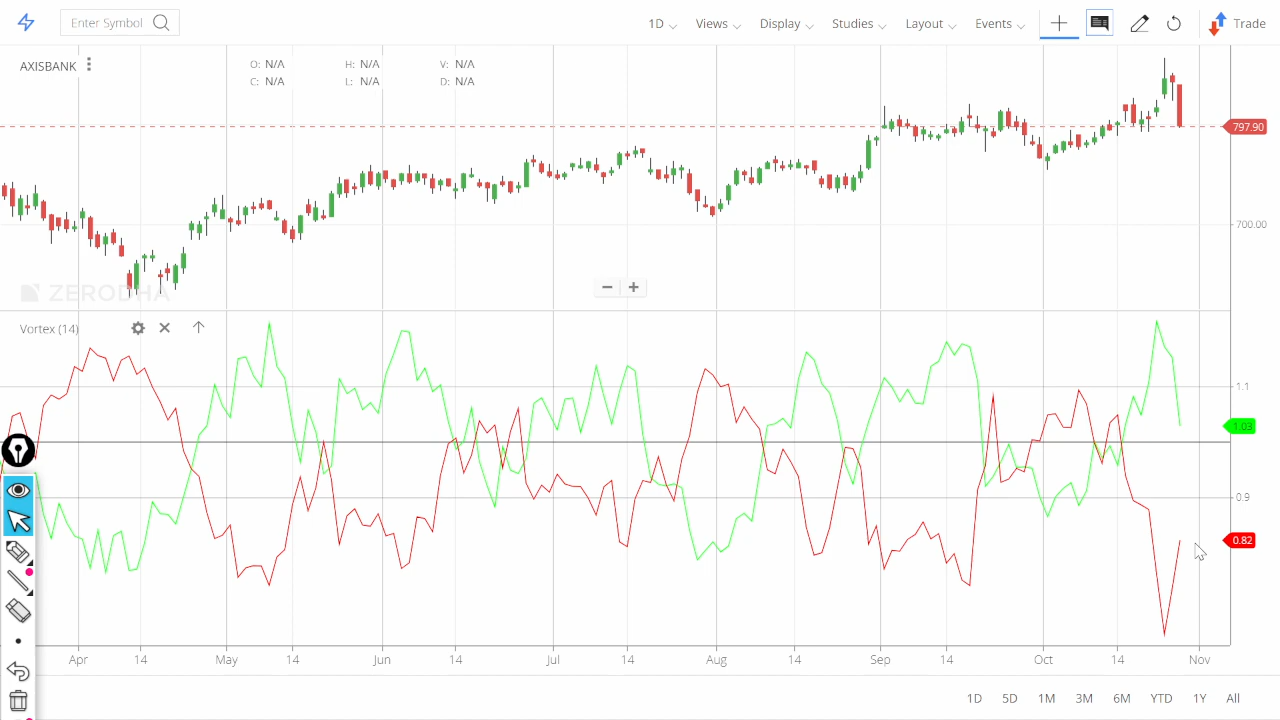 Enter Symbol 1D Views Display Studies Layout Events Trade
AXISBANK O: N/A H: N/A V: N/A
C: N/A L: N/A D: N/A
797.90
700.00
ZERODHA
Vortex (14)
1.1
1.03
0.9
0.82
Apr 14 May 14 Jun 14 Jul 14 Aug 14 Sep 14 Oct 14 Nov
1D 5D 1M 3M 6M YTD 1Y All